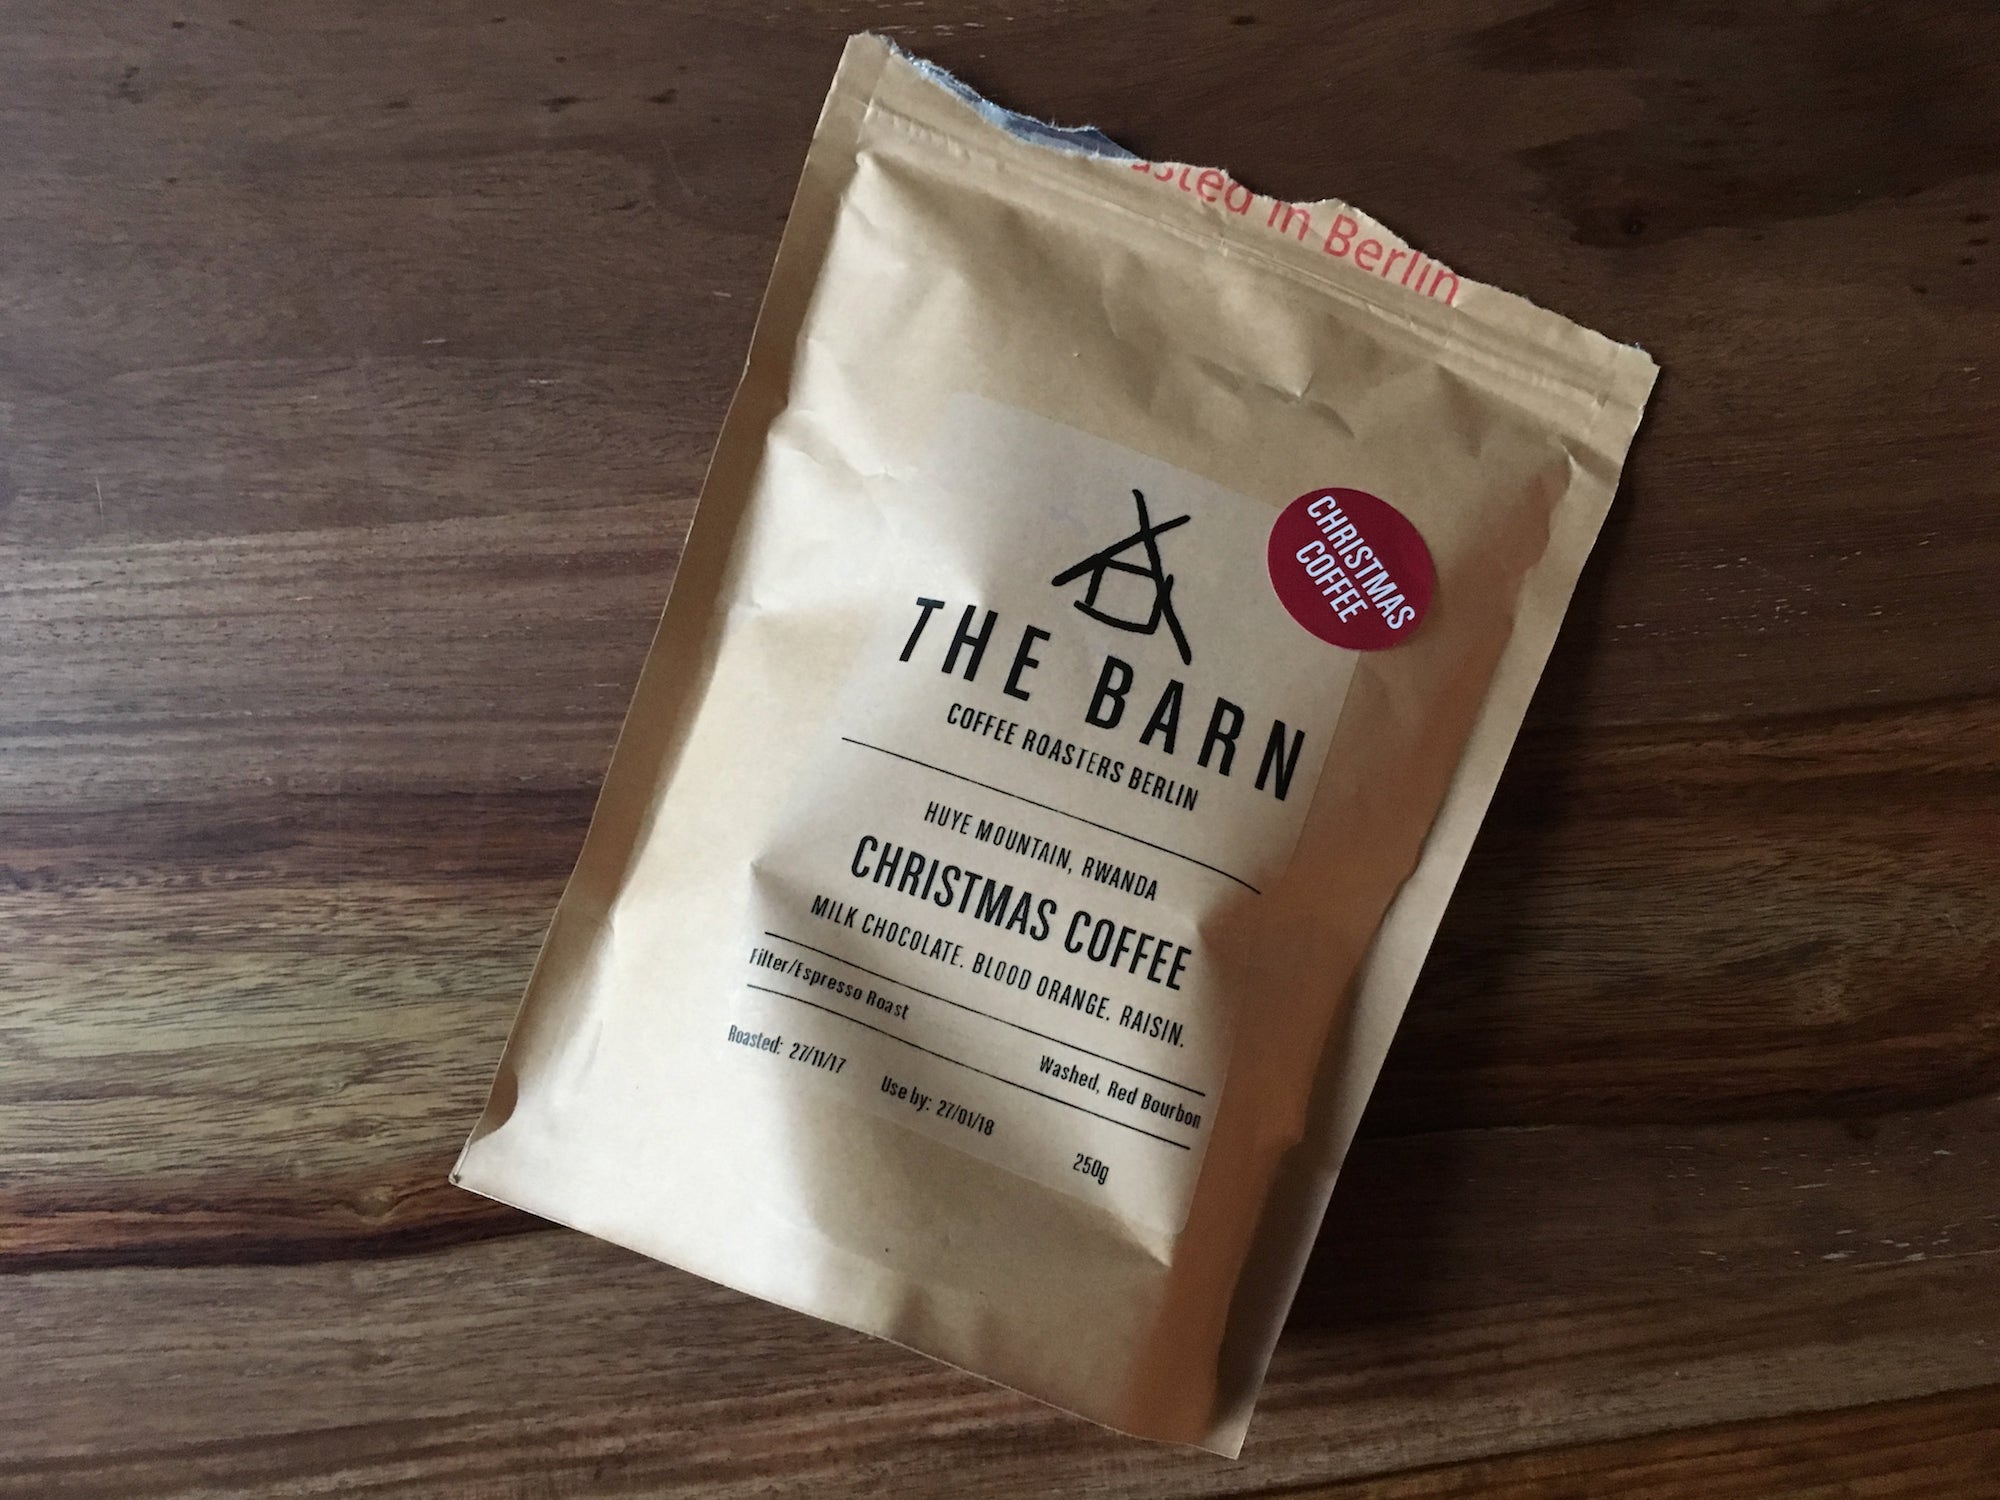 in Berlin
CHRISTMAS
COFFEE
THE BARN
COFFEE ROASTERS BERLIN
HUYE MOUNTAIN, RWANDA
CHRISTMAS COFFEE
MILK CHOCOLATE. BLOOD ORANGE. RAISIN.
Filter/Espresso Roast
Washed, Red Bourbon
Roasted: 27/11/17
Use by: 27/01/18
250g